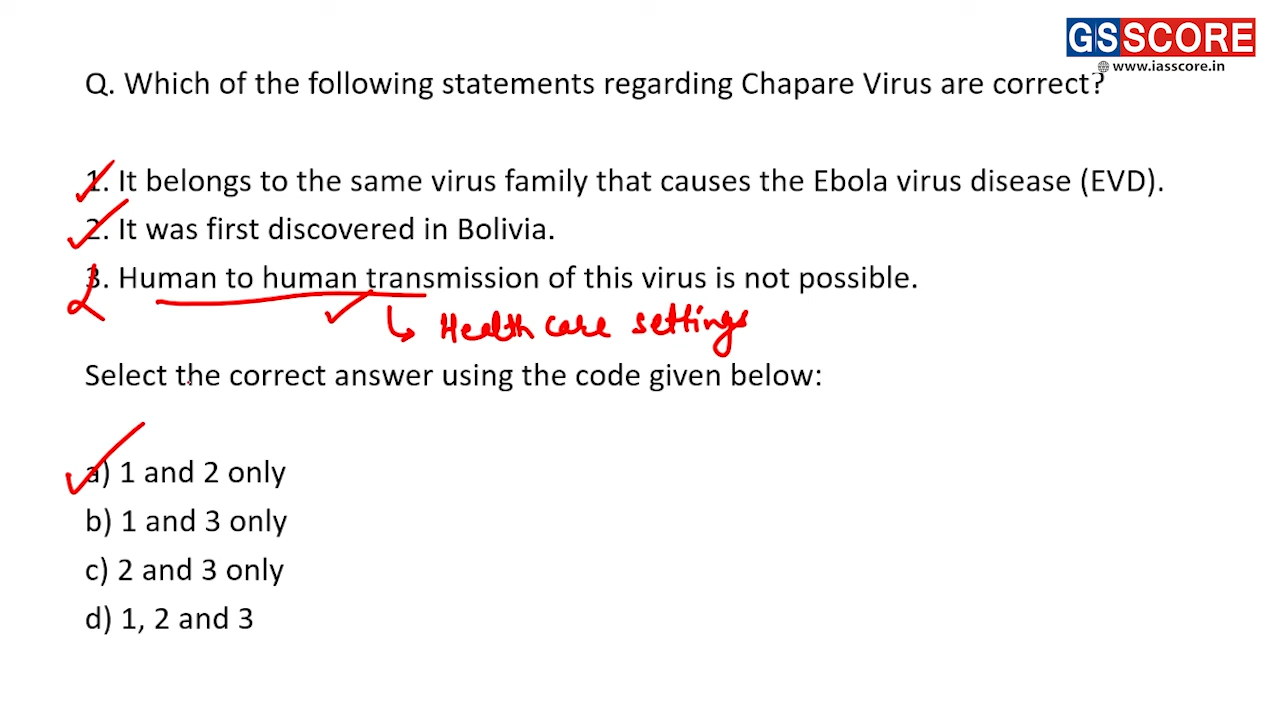 GSSCORE
www.iasscore.in
Q. Which of the following statements regarding Chapare Virus are correct?
1. It belongs to the same virus family that causes the Ebola virus disease (EVD).
2. It was first discovered in Bolivia.
3. Human to human transmission of this virus is not possible.
Health care settings
Select the correct answer using the code given below:
a) 1 and 2 only
b) 1 and 3 only
c) 2 and 3 only
d) 1, 2 and 3